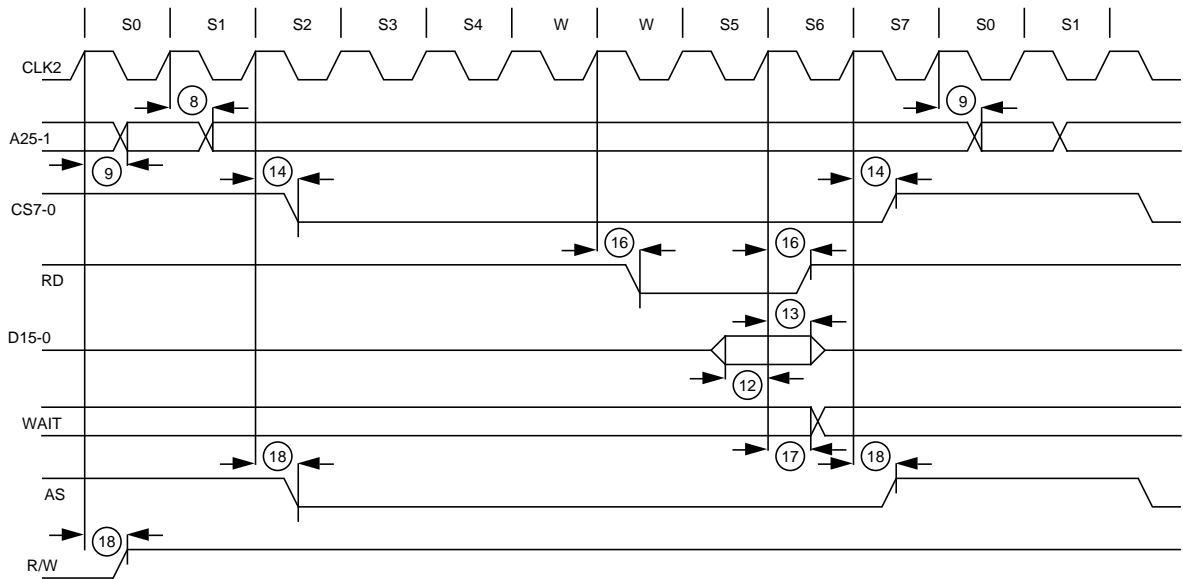 S0 S1 S2 S3 S4 W W S5 S6 S7 S0 S1
CLK2
8 9
A25-1
9 14 14
CS7-0
16 16
RD
13
D15-0
12
WAIT
18 17 18
AS
18
R/W